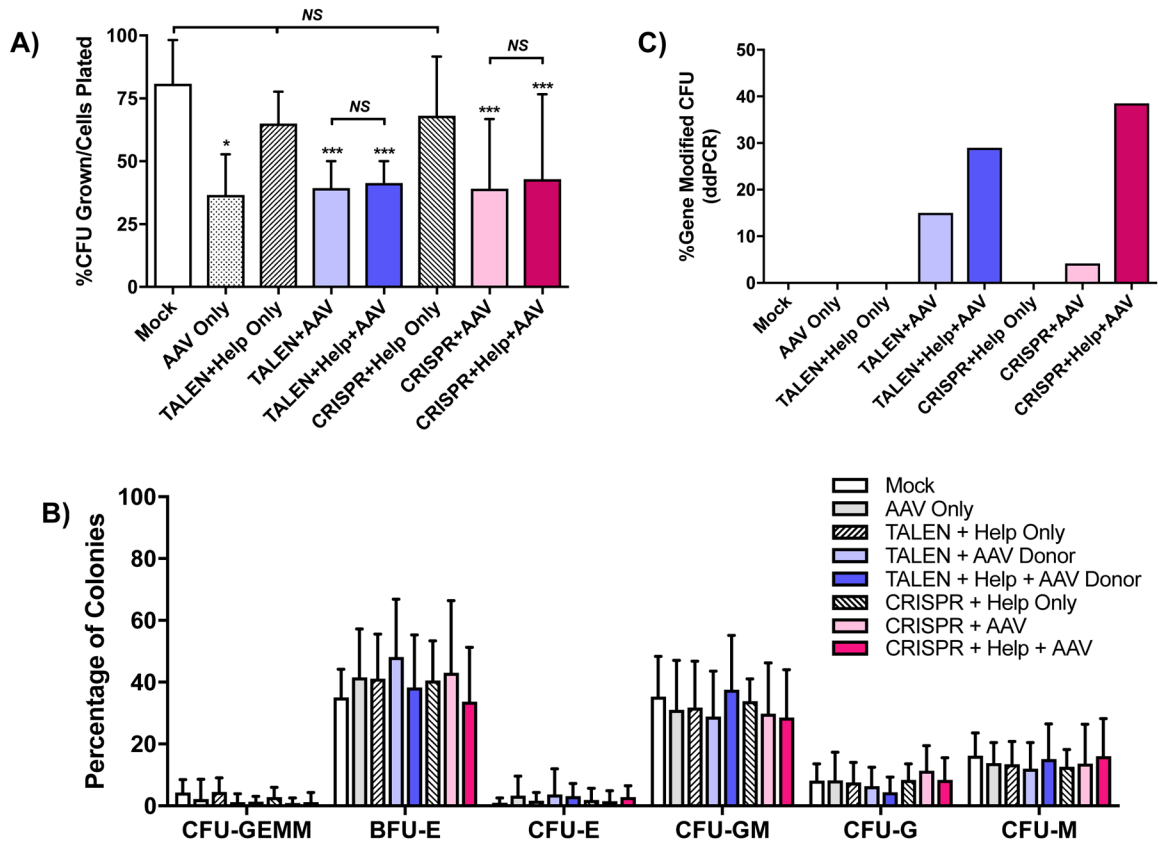 A)
%CFU Grown/Cells Plated
100
75
50
25
0
NS
*
***
NS
***
***
NS
***
Mock
AAV Only
TALEN+Help Only
TALEN+AAV
TALEN+Help+AAV
CRISPR+Help Only
CRISPR+AAV
CRISPR+Help+AAV
C)
%Gene Modified CFU
(ddPCR)
50
40
30
20
10
0
Mock
AAV Only
TALEN+Help Only
TALEN+AAV
TALEN+Help+AAV
CRISPR+Help Only
CRISPR+AAV
CRISPR+Help+AAV
B)
Percentage of Colonies
100
80
60
40
20
0
CFU-GEMM
BFU-E
CFU-E
CFU-GM
CFU-G
CFU-M
Mock
AAV Only
TALEN + Help Only
TALEN + AAV Donor
TALEN + Help + AAV Donor
CRISPR + Help Only
CRISPR + AAV
CRISPR + Help + AAV